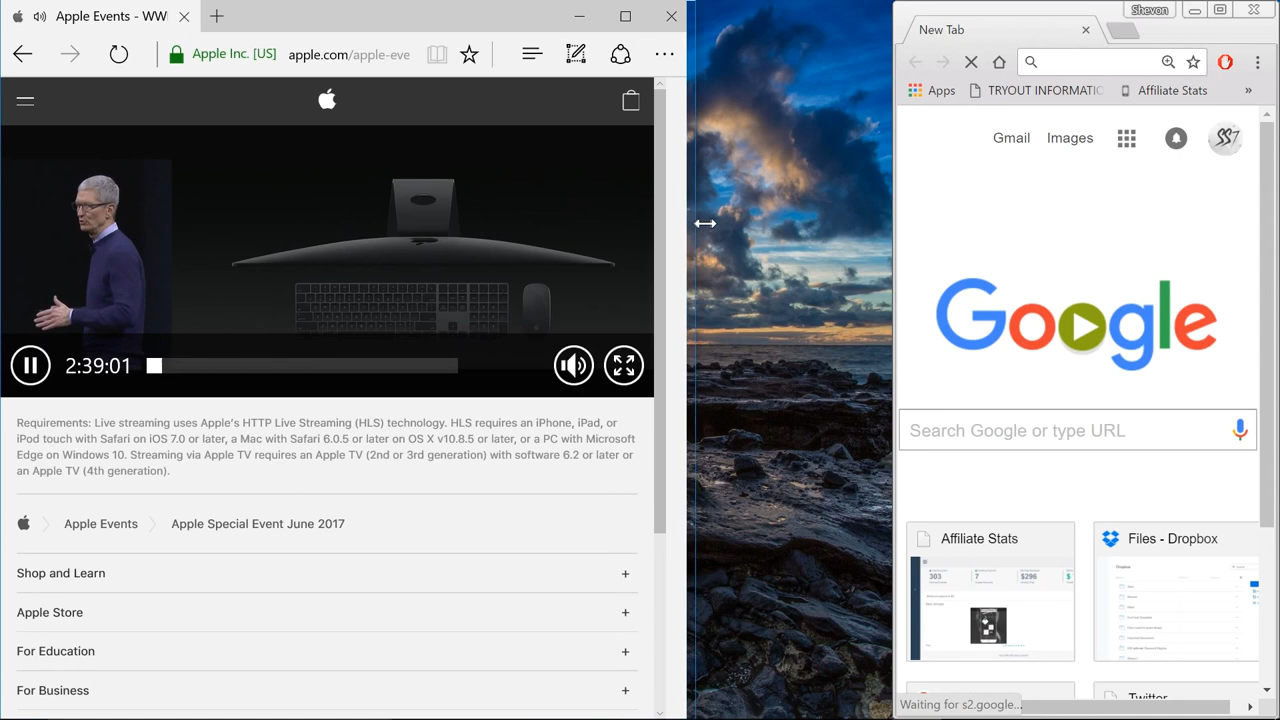 Apple Events - WW
Apple Inc. [US]
apple.com/apple-eve
2:39:01
Requirements: Live streaming uses Apple's HTTP Live Streaming (HLS) technology. HLS requires an iPhone, iPad, or
iPod touch with Safari on iOS 7.0 or later, a Mac with Safari 6.0.5 or later on OS X v10.8.5 or later, or a PC with Microsoft
Edge on Windows 10. Streaming via Apple TV requires an Apple TV (2nd or 3rd generation) with software 6.2 or later or
an Apple TV (4th generation).
Apple Events
Apple Special Event June 2017
Shop and Learn
Apple Store
For Education
For Business
Shevon
New Tab
Apps
TRYOUT INFORMATIC
Affiliate Stats
»
Gmail
Images
SS7
Google
Search Google or type URL
Affiliate Stats
303
7
$296
$
Files - Dropbox
Dropbox
Twitter
Waiting for s2.google...